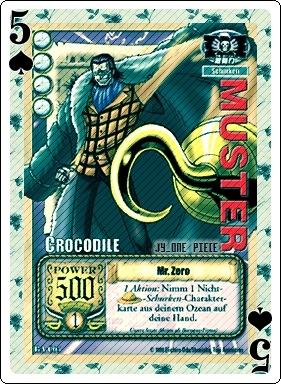 5
Schurken
MUSTER
CROCODILE
JY_ONE PIECE
Mr. Zero
POWER
500
1
1 Aktion: Nimm 1 Nicht-
-Schurken-Charakter-
karte aus deinem Ozean auf
deine Hand.
5